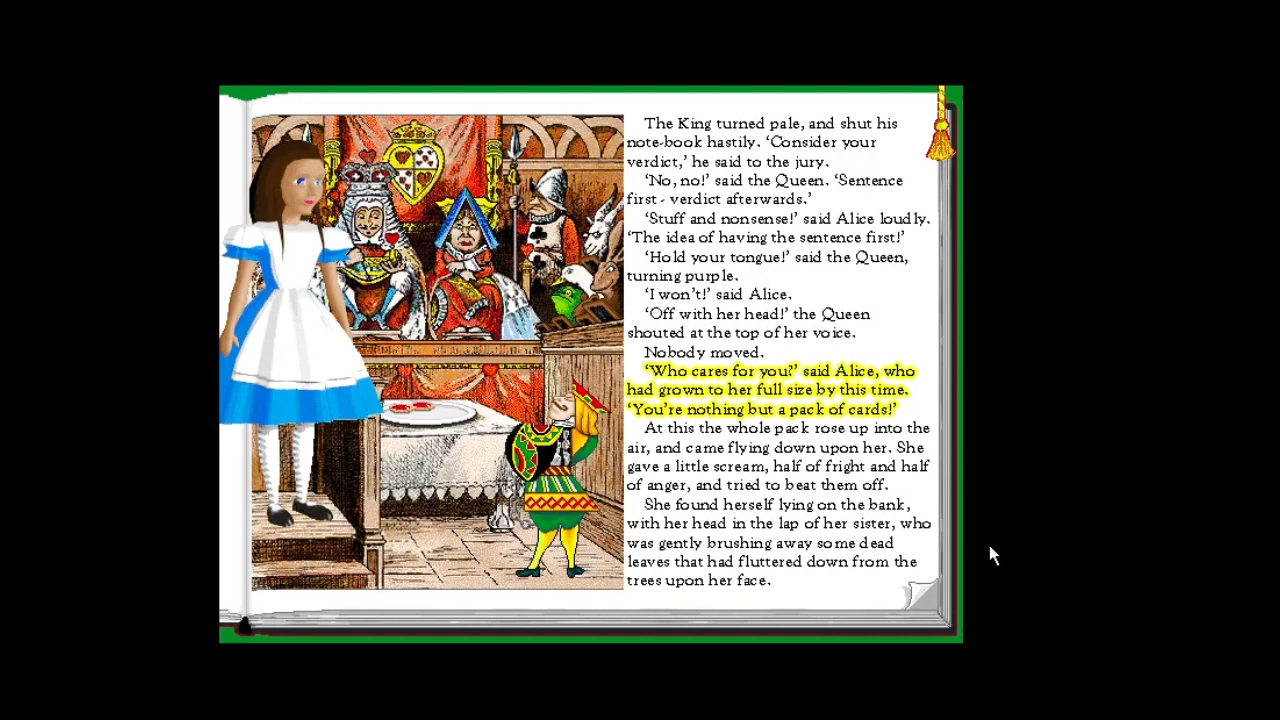 The King turned pale, and shut his
note-book hastily. ‘Consider your
verdict,’ he said to the jury.
‘No, no!’ said the Queen. ‘Sentence
first - verdict afterwards.’
‘Stuff and nonsense!’ said Alice loudly.
‘The idea of having the sentence first!’
‘Hold your tongue!’ said the Queen,
turning purple.
‘I won’t!’ said Alice.
‘Off with her head!’ the Queen
shouted at the top of her voice.
Nobody moved.
‘Who cares for you?’ said Alice, who
had grown to her full size by this time.
‘You’re nothing but a pack of cards!’
At this the whole pack rose up into the
air, and came flying down upon her. She
gave a little scream, half of fright and half
of anger, and tried to beat them off.
She found herself lying on the bank,
with her head in the lap of her sister, who
was gently brushing away some dead
leaves that had fluttered down from the
trees upon her face.